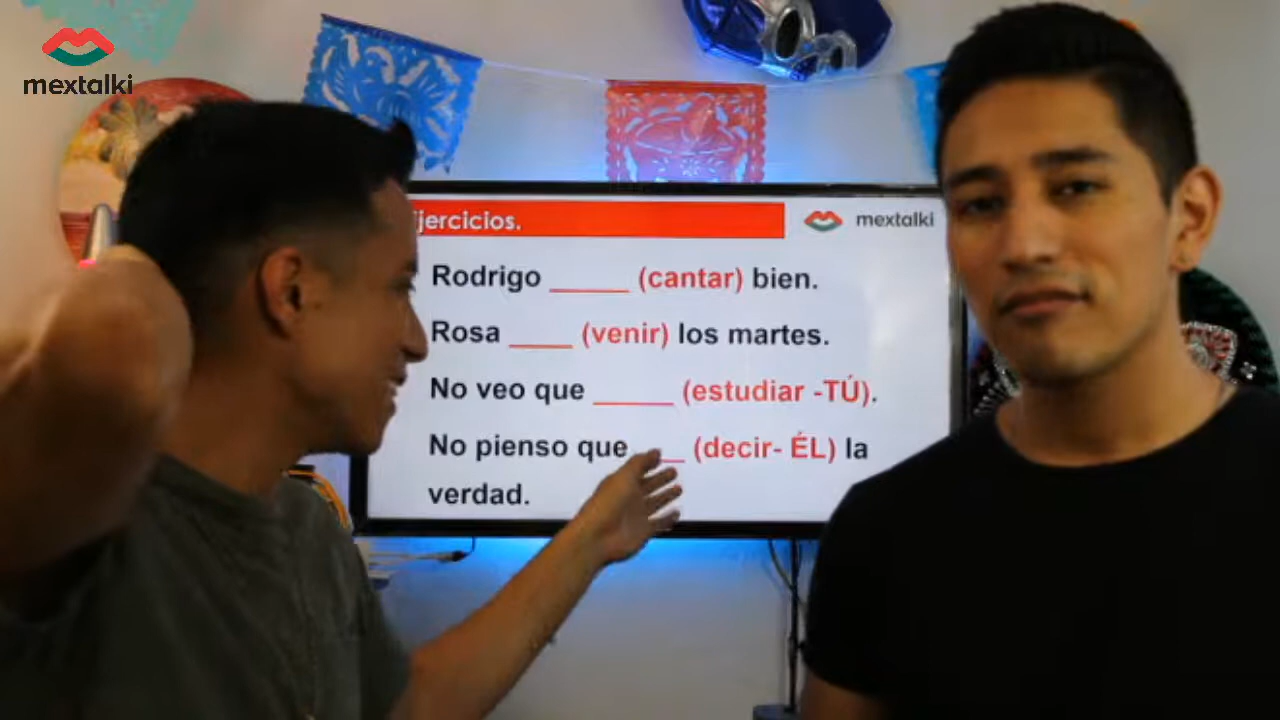 mextalki
jercicios.
mextalki
Rodrigo _____ (cantar) bien.
Rosa ____ (venir) los martes.
No veo que _____ (estudiar -TÚ).
No pienso que __ (decir- ÉL) la
verdad.